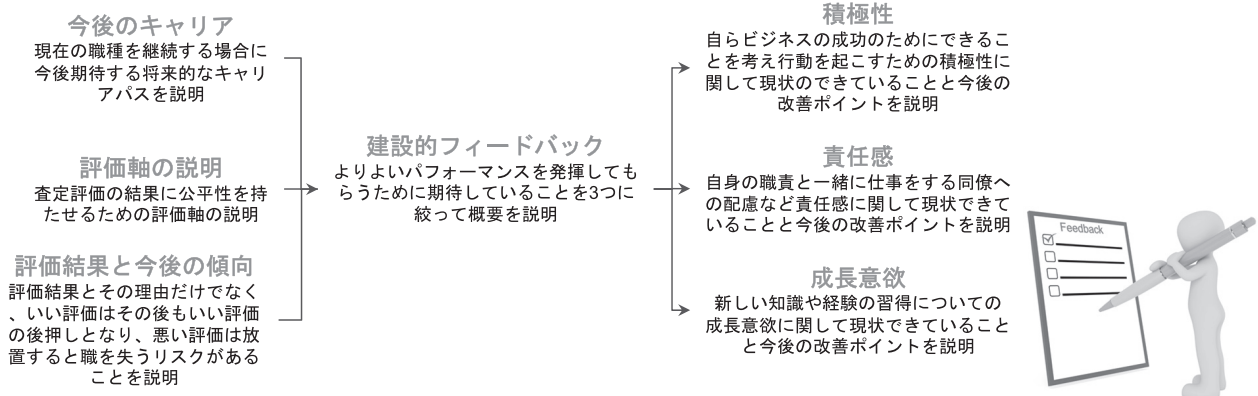 今後のキャリア
現在の職種を継続する場合に
今後期待する将来的なキャリ
アパスを説明
評価軸の説明
査定評価の結果に公平性を持
たせるための評価軸の説明
評価結果と今後の傾向
評価結果とその理由だけでなく
、いい評価はその後もいい評価
の後押しとなり、悪い評価は放
置すると職を失うリスクがある
ことを説明
建設的フィードバック
よりよいパフォーマンスを発揮しても
らうために期待していることを3つに
絞って概要を説明
積極性
自らビジネスの成功のためにできるこ
とを考え行動を起こすための積極性に
関して現状のできていることと今後の
改善ポイントを説明
責任感
自身の職責と一緒に仕事をする同僚へ
の配慮など責任感に関して現状できて
いることと今後の改善ポイントを説明
成長意欲
新しい知識や経験の習得についての
成長意欲に関して現状できていること
と今後の改善ポイントを説明
Feedback